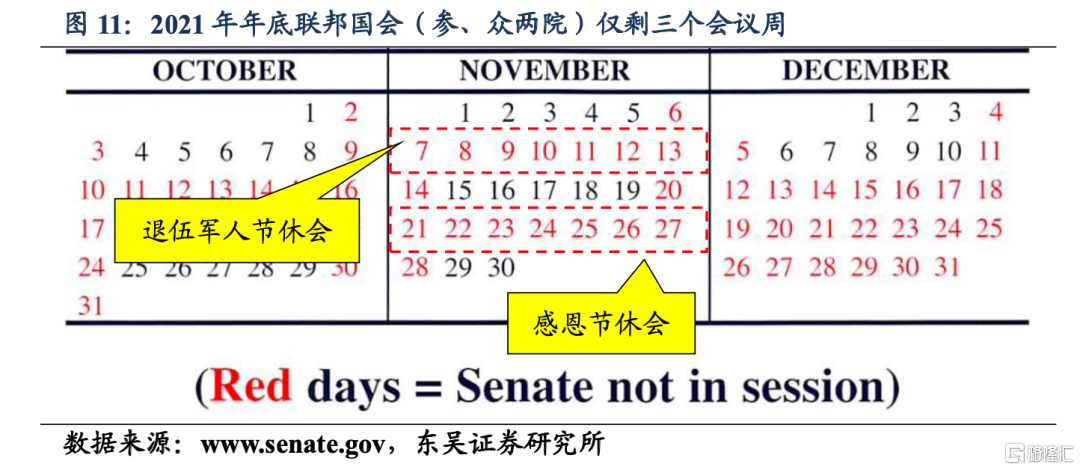 图 11：2021 年年底联邦国会（参、众两院）仅剩三个会议周
OCTOBER NOVEMBER DECEMBER
1 2 1 2 3 4 5 6 1 2 3 4
3 4 5 6 7 8 9 7 8 9 10 11 12 13 5 6 7 8 9 10 11
10 11 12 13 14 16 14 15 16 17 18 19 20 12 13 14 15 16 17 18
17 21 22 23 24 25 26 27 19 20 21 22 23 24 25
退伍军人节休会
24 25 26 27 28 29 30 28 29 30 26 27 28 29 30 31
31
感恩节休会
(Red days = Senate not in session)
数据来源：www.senate.gov，东吴证券研究所
格隆汇